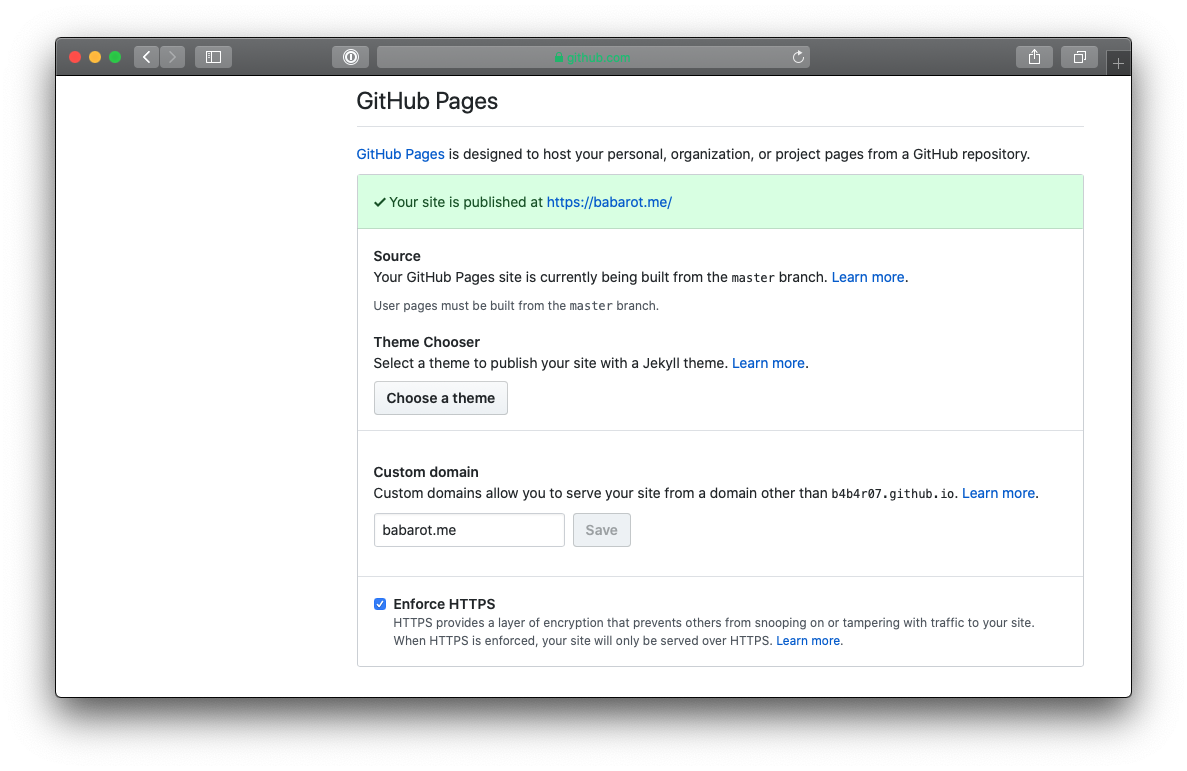 github.com
GitHub Pages
GitHub Pages is designed to host your personal, organization, or project pages from a GitHub repository.
Your site is published at https://babarot.me/
Source
Your GitHub Pages site is currently being built from the master branch. Learn more.
User pages must be built from the master branch.
Theme Chooser
Select a theme to publish your site with a Jekyll theme. Learn more.
Choose a theme
Custom domain
Custom domains allow you to serve your site from a domain other than b4b4r07.github.io. Learn more.
babarot.me Save
Enforce HTTPS
HTTPS provides a layer of encryption that prevents others from snooping on or tampering with traffic to your site.
When HTTPS is enforced, your site will only be served over HTTPS. Learn more.